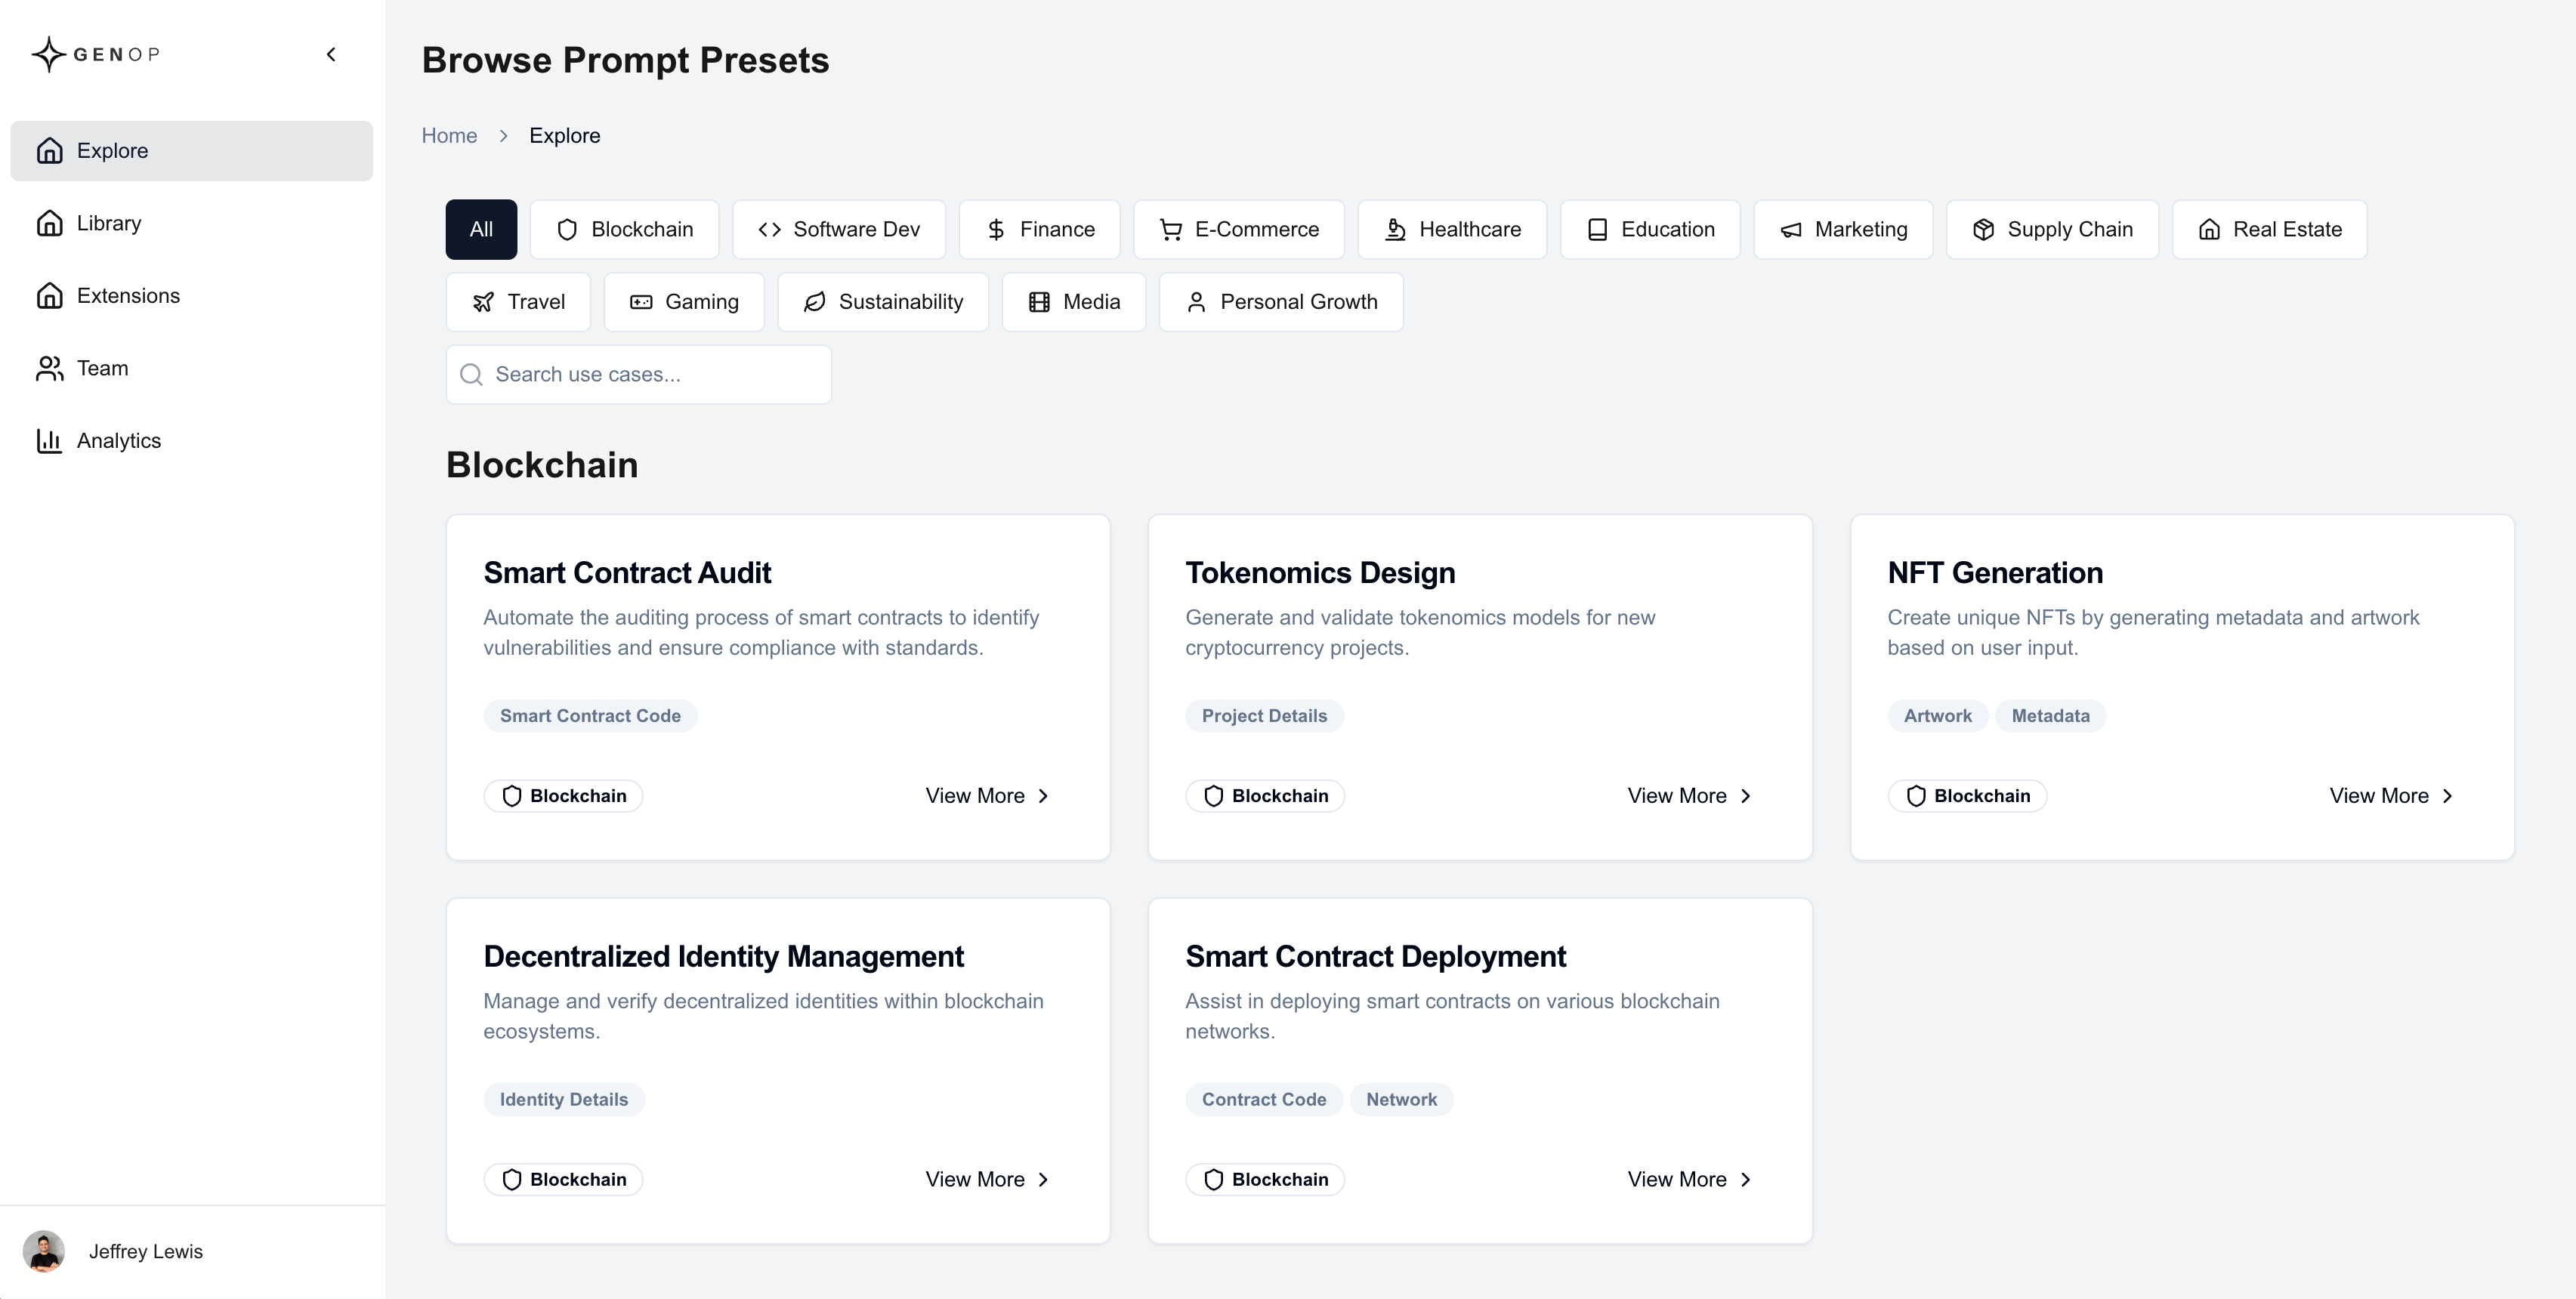 GENOP
Explore
Library
Extensions
Team
Analytics
Jeffrey Lewis
Browse Prompt Presets
Home > Explore
All
Blockchain
Software Dev
Finance
E-Commerce
Healthcare
Education
Marketing
Supply Chain
Real Estate
Travel
Gaming
Sustainability
Media
Personal Growth
Search use cases...
Blockchain
Smart Contract Audit
Automate the auditing process of smart contracts to identify
vulnerabilities and ensure compliance with standards.
Smart Contract Code
Blockchain
View More
Tokenomics Design
Generate and validate tokenomics models for new
cryptocurrency projects.
Project Details
Blockchain
View More
NFT Generation
Create unique NFTs by generating metadata and artwork
based on user input.
Artwork
Metadata
Blockchain
View More
Decentralized Identity Management
Manage and verify decentralized identities within blockchain
ecosystems.
Identity Details
Blockchain
View More
Smart Contract Deployment
Assist in deploying smart contracts on various blockchain
networks.
Contract Code
Network
Blockchain
View More